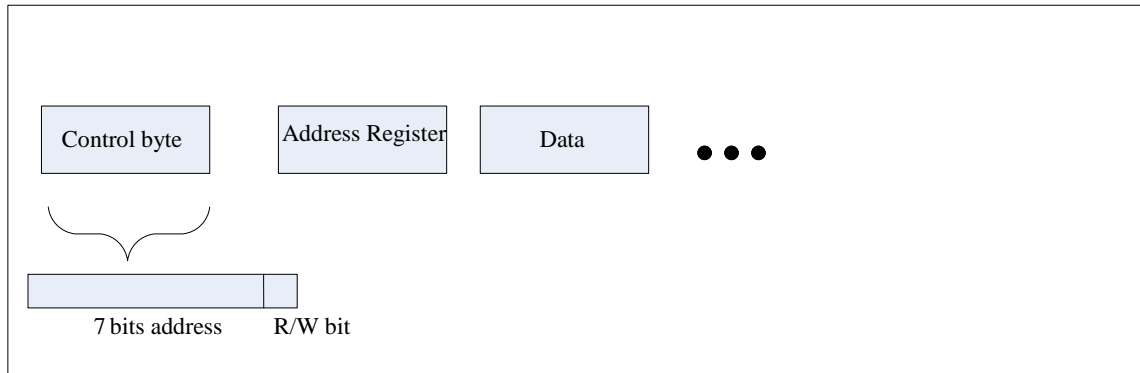 Control byte
Address Register
Data
7 bits address
R/W bit